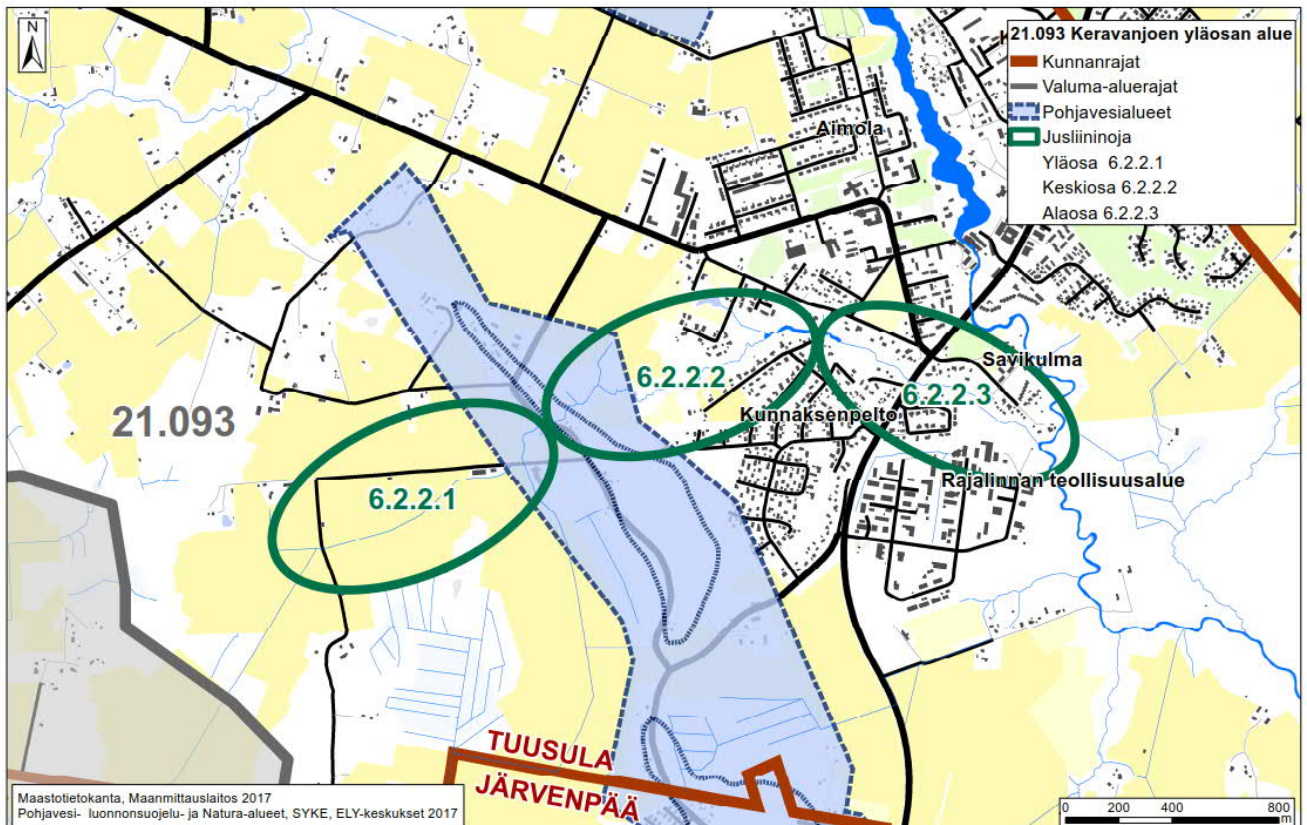 N
21.093 Keravanjoen yläosan alue
Kunnanrajat
Valuma-aluerajat
Pohjavesialueet
Jusliininoja
Yläosa 6.2.2.1
Keskiosa 6.2.2.2
Alaosa 6.2.2.3
Aimola
Savikulma
6.2.2.2
6.2.2.3
21.093
Kunnaksenpelto
Rajalinnan teollisuusalue
6.2.2.1
TUUSULA
JÄRVENPÄÄ
Maastotietokanta, Maanmittauslaitos 2017
Pohjavesi- luonnonsuojelu- ja Natura-alueet, SYKE, ELY-keskukset 2017
0 200 400 800
m